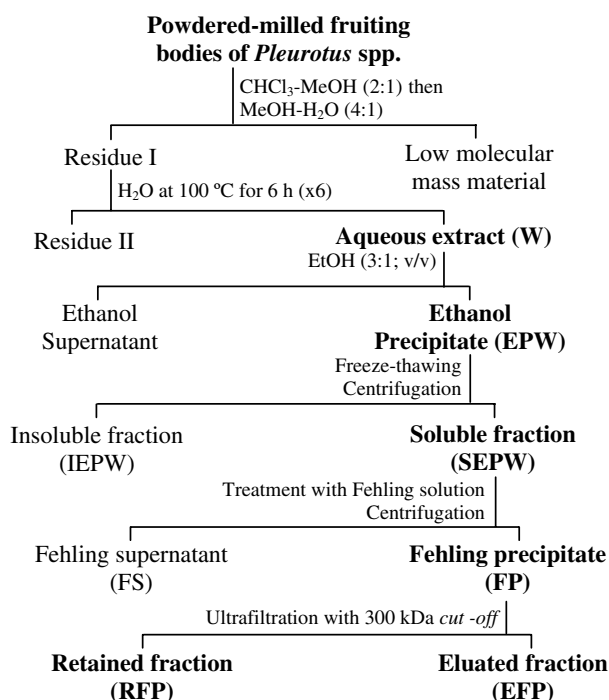 Powdered-milled fruiting
bodies of Pleurotus spp.
CHCl₃-MeOH (2:1) then
MeOH-H₂O (4:1)
Residue I
Low molecular
mass material
H₂O at 100 ºC for 6 h (x6)
Residue II
Aqueous extract (W)
EtOH (3:1; v/v)
Ethanol
Supernatant
Ethanol
Precipitate (EPW)
Freeze-thawing
Centrifugation
Insoluble fraction
(IEPW)
Soluble fraction
(SEPW)
Treatment with Fehling solution
Centrifugation
Fehling supernatant
(FS)
Fehling precipitate
(FP)
Ultrafiltration with 300 kDa cut -off
Retained fraction
(RFP)
Eluated fraction
(EFP)